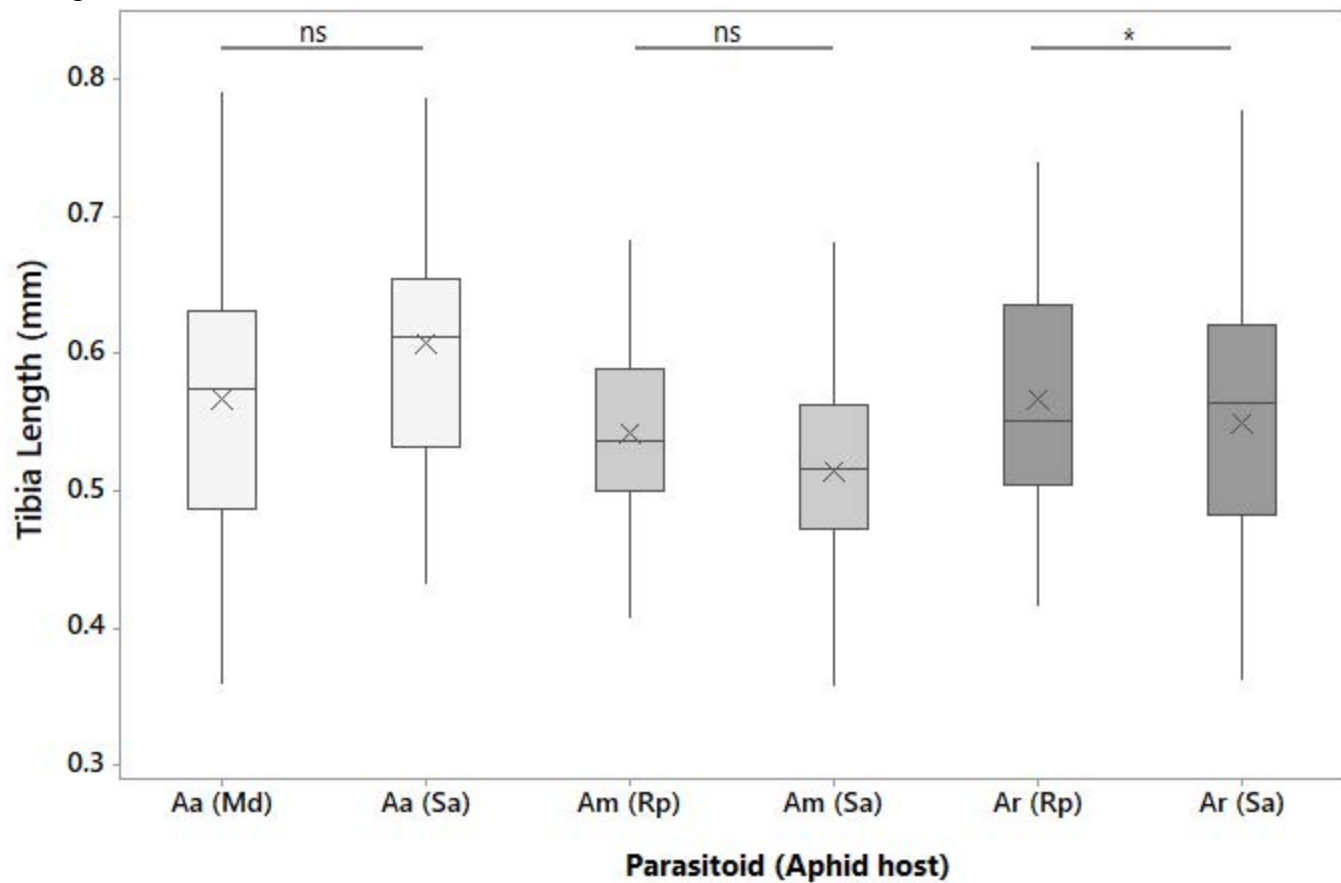 ns ns *
0.8
0.7
0.6
0.5
0.4
0.3
Tibia Length (mm)
Aa (Md) Aa (Sa) Am (Rp) Am (Sa) Ar (Rp) Ar (Sa)
Parasitoid (Aphid host)